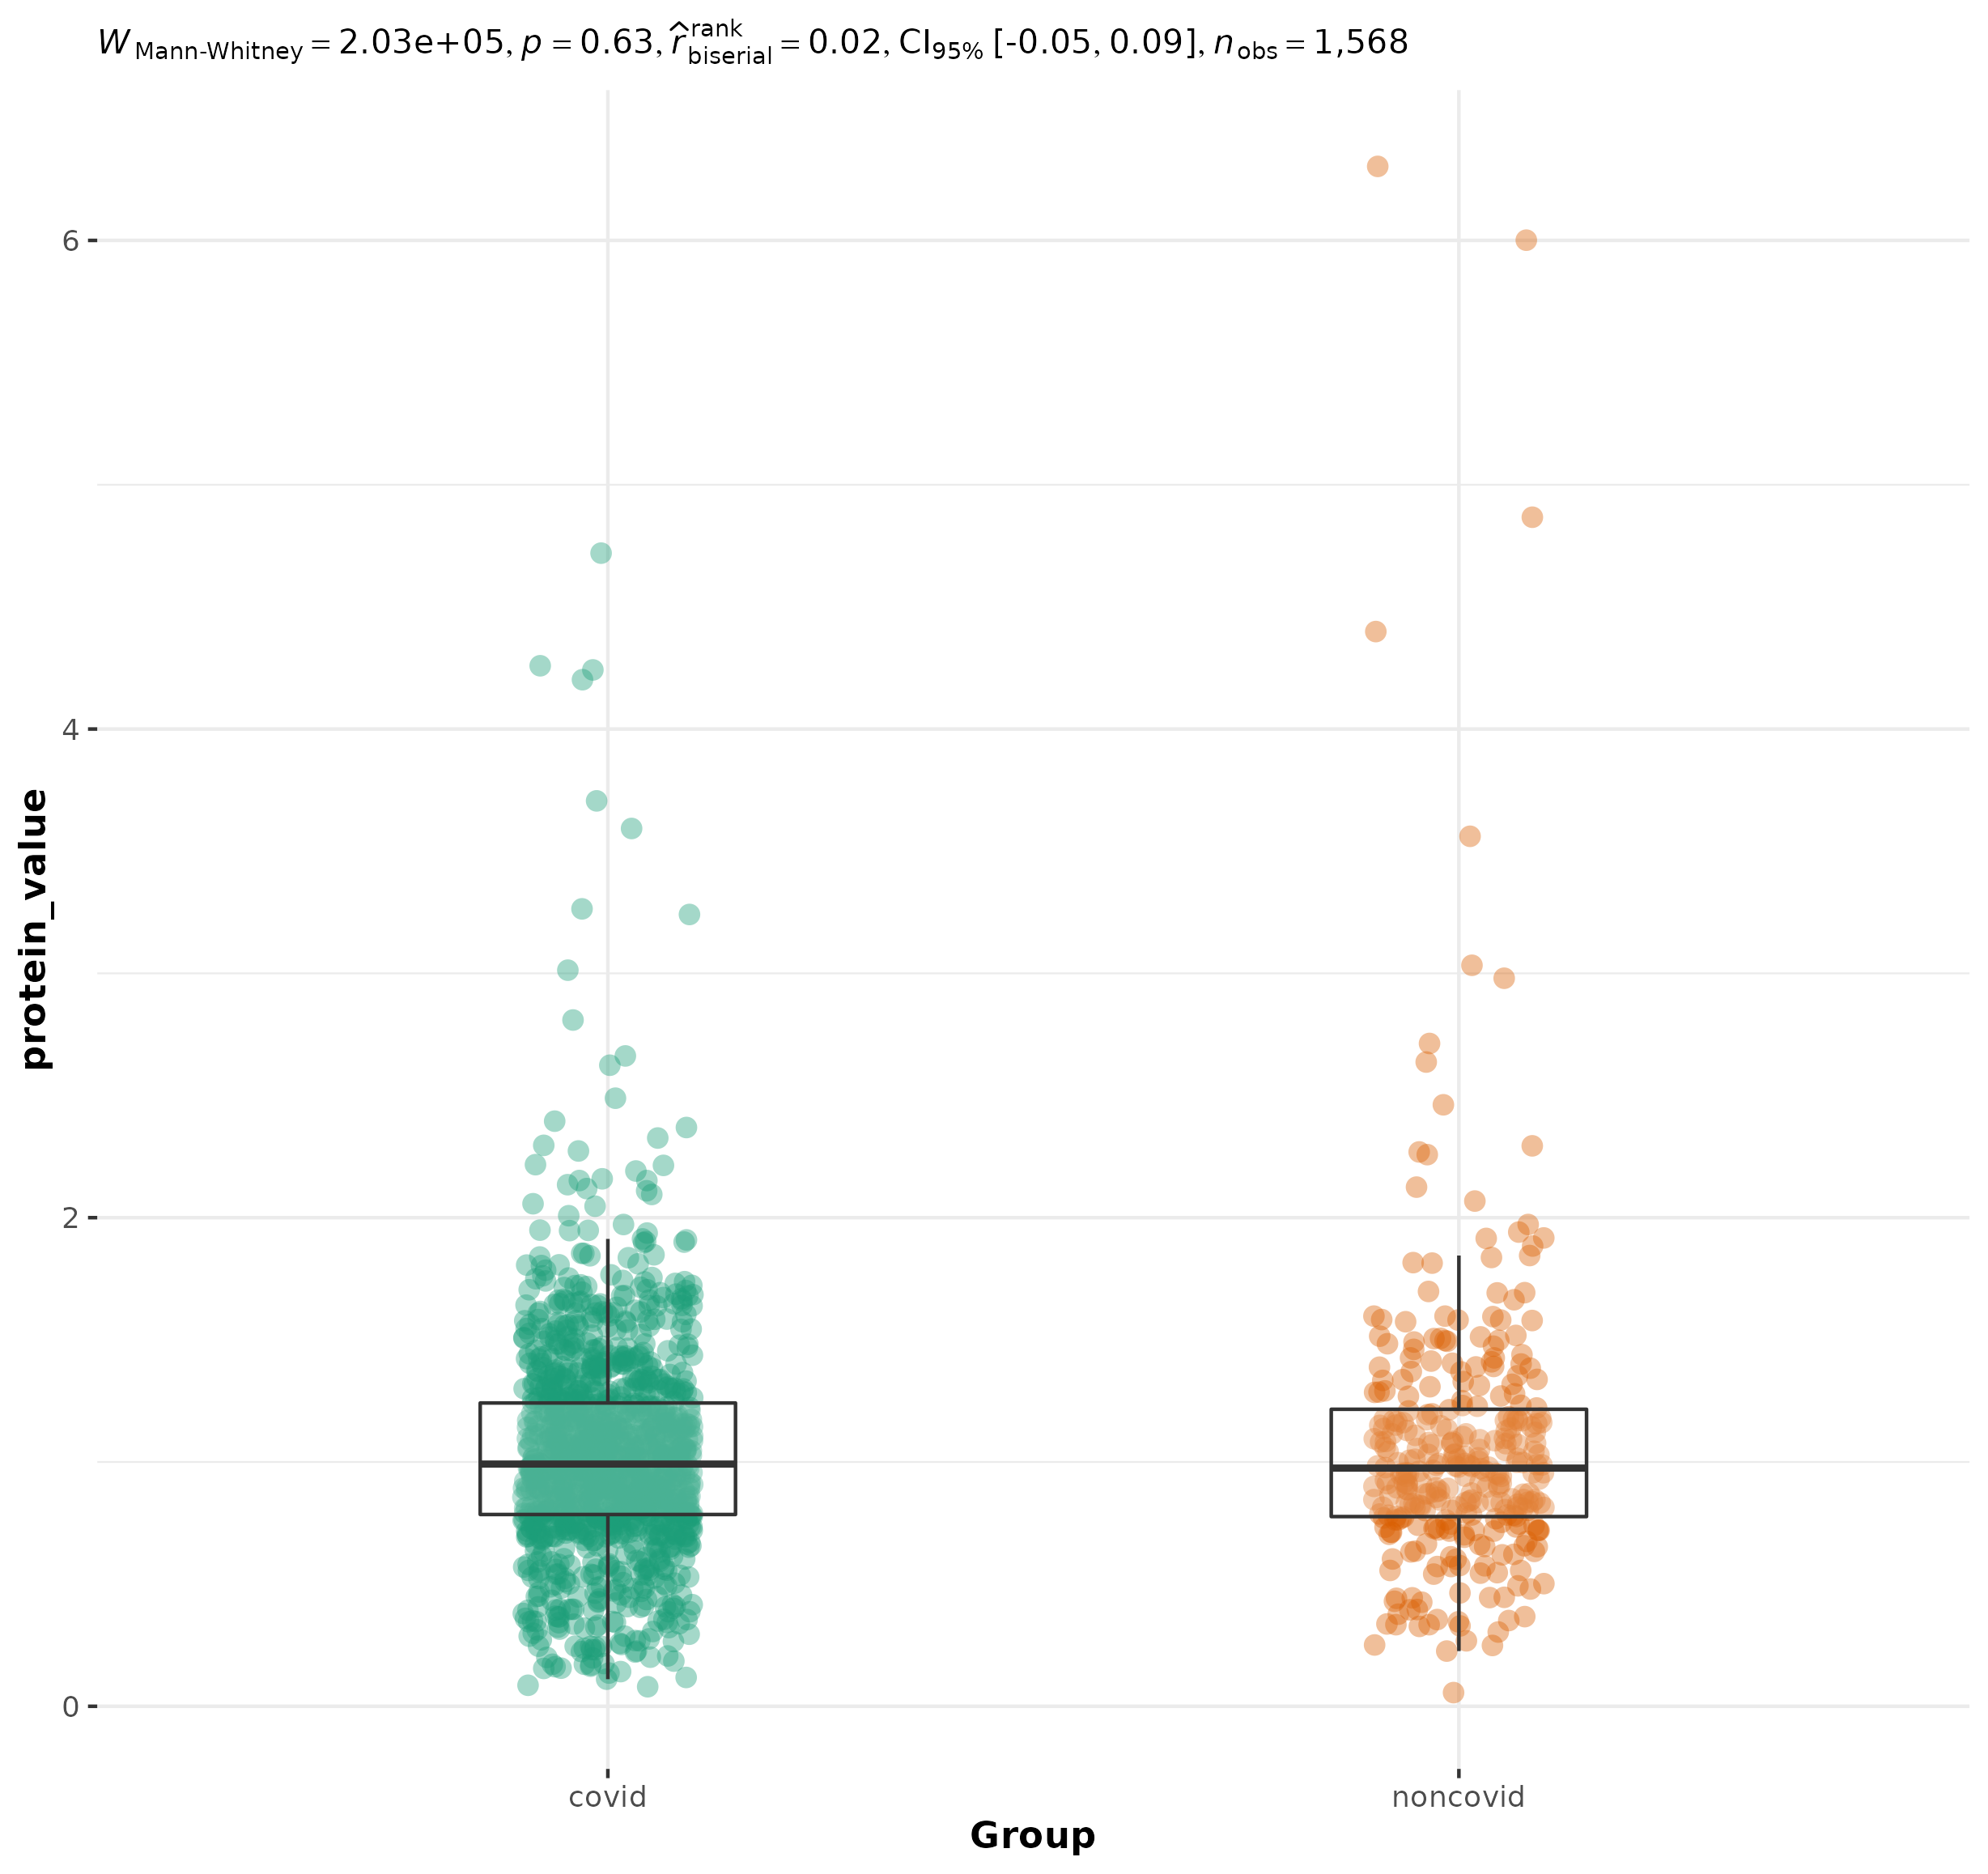 W Mann-Whitney = 2.03e+05, p = 0.63, r̂ rank biserial = 0.02, CI95% [-0.05, 0.09], n obs = 1,568
6
4
2
0
protein_value
covid noncovid
Group